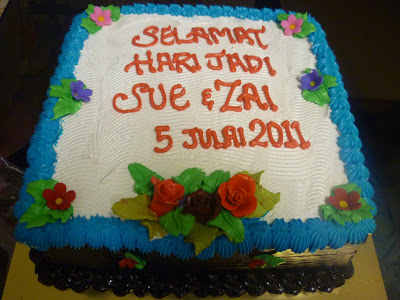 SELAMAT
HARI JADI
SUE & ZAI
5 JULAI 2011